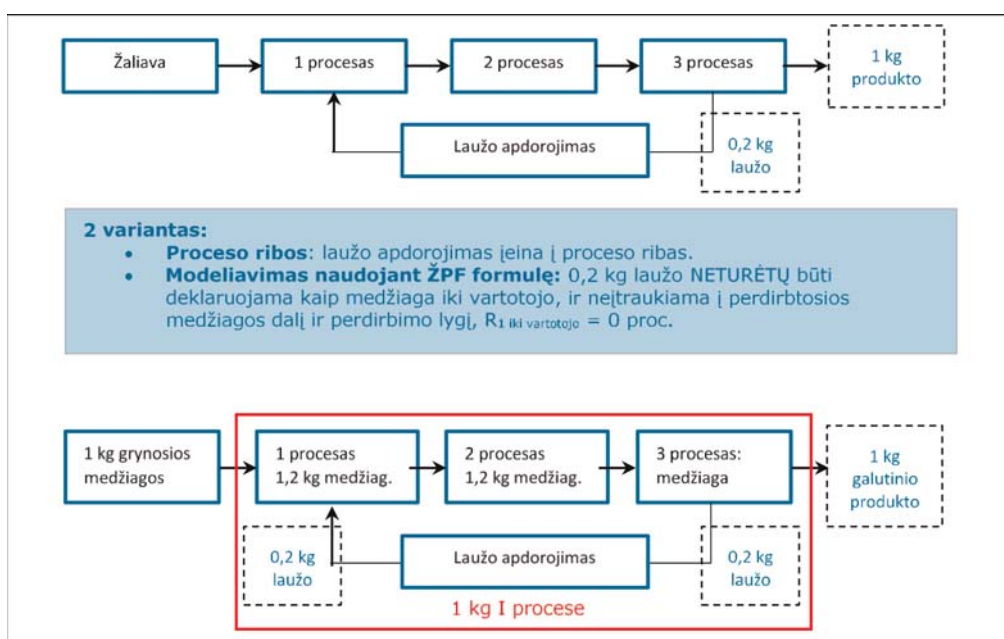 Žaliava
1 procesas
2 procesas
3 procesas
1 kg
produkto
Laužo apdorojimas
0,2 kg
laužo
2 variantas:
• Proceso ribos: laužo apdorojimas įeina į proceso ribas.
• Modeliavimas naudojant ŽPF formulę: 0,2 kg laužo NETURĖTŲ būti
deklaruojama kaip medžiaga iki vartotojo, ir neįtraukiama į perdirbtosios
medžiagos dalį ir perdirbimo lygį, R1 iki vartotojo = 0 proc.
1 kg grynosios
medžiagos
1 procesas
1,2 kg medžiag.
2 procesas
1,2 kg medžiag.
3 procesas:
medžiaga
1 kg
galutinio
produkto
0,2 kg
laužo
Laužo apdorojimas
0,2 kg
laužo
1 kg I procese